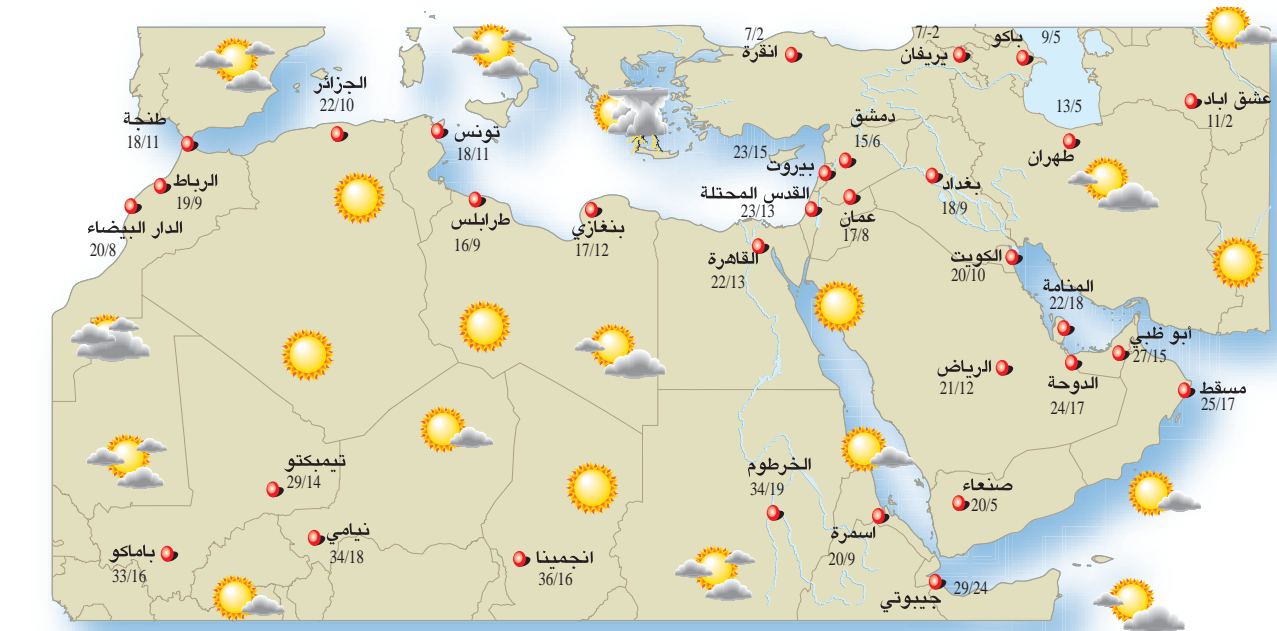 7/2
انقرة
7/-2
يريفان
باكو
9/5
13/5
عشق اباد
11/2
الجزائر
22/10
طنجة
18/11
تونس
18/11
دمشق
15/6
23/15
بيروت
طهران
الرباط
19/9
القدس المحتلة
23/13
بغداد
18/9
الدار البيضاء
20/8
طرابلس
16/9
بنغازي
17/12
عمان
17/8
القاهرة
22/13
الكويت
20/10
المنامة
22/18
أبو ظبي
27/15
الرياض
21/12
الدوحة
24/17
مسقط
25/17
تيمبكتو
29/14
الخرطوم
34/19
صنعاء
20/5
باماكو
33/16
نيامي
34/18
انجمينا
36/16
اسمرة
20/9
جيبوتي
29/24